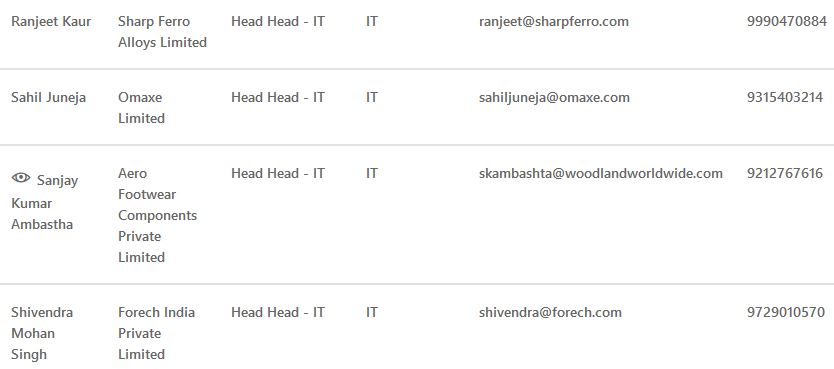 Ranjeet Kaur Sharp Ferro Head Head - IT IT ranjeet@sharpferro.com 9990470884
Alloys Limited
Sahil Juneja Omaxe Head Head - IT IT sahiljuneja@omaxe.com 9315403214
Limited
Sanjay Aero Head Head - IT IT skambashta@woodlandworldwide.com 9212767616
Kumar Footwear
Ambastha Components
Private
Limited
Shivendra Forech India Head Head - IT IT shivendra@forech.com 9729010570
Mohan Private
Singh Limited